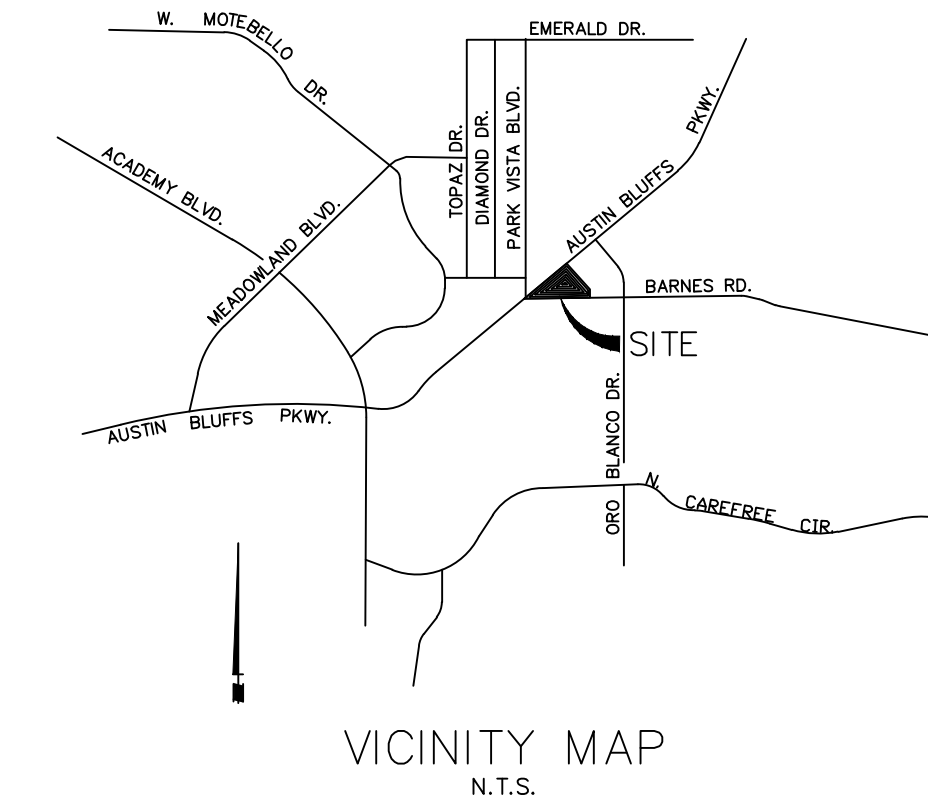 W. MOTEBELLO DR.
EMERALD DR.
ACADEMY BLVD.
MEADOWLAND BLVD.
TOPAZ DR.
DIAMOND DR.
PARK VISTA BLVD.
AUSTIN BLUFFS PKWY.
BARNES RD.
SITE
AUSTIN BLUFFS PKWY.
ORO BLANCO DR.
N. CAREFREE CIR.
VICINITY MAP
N.T.S.